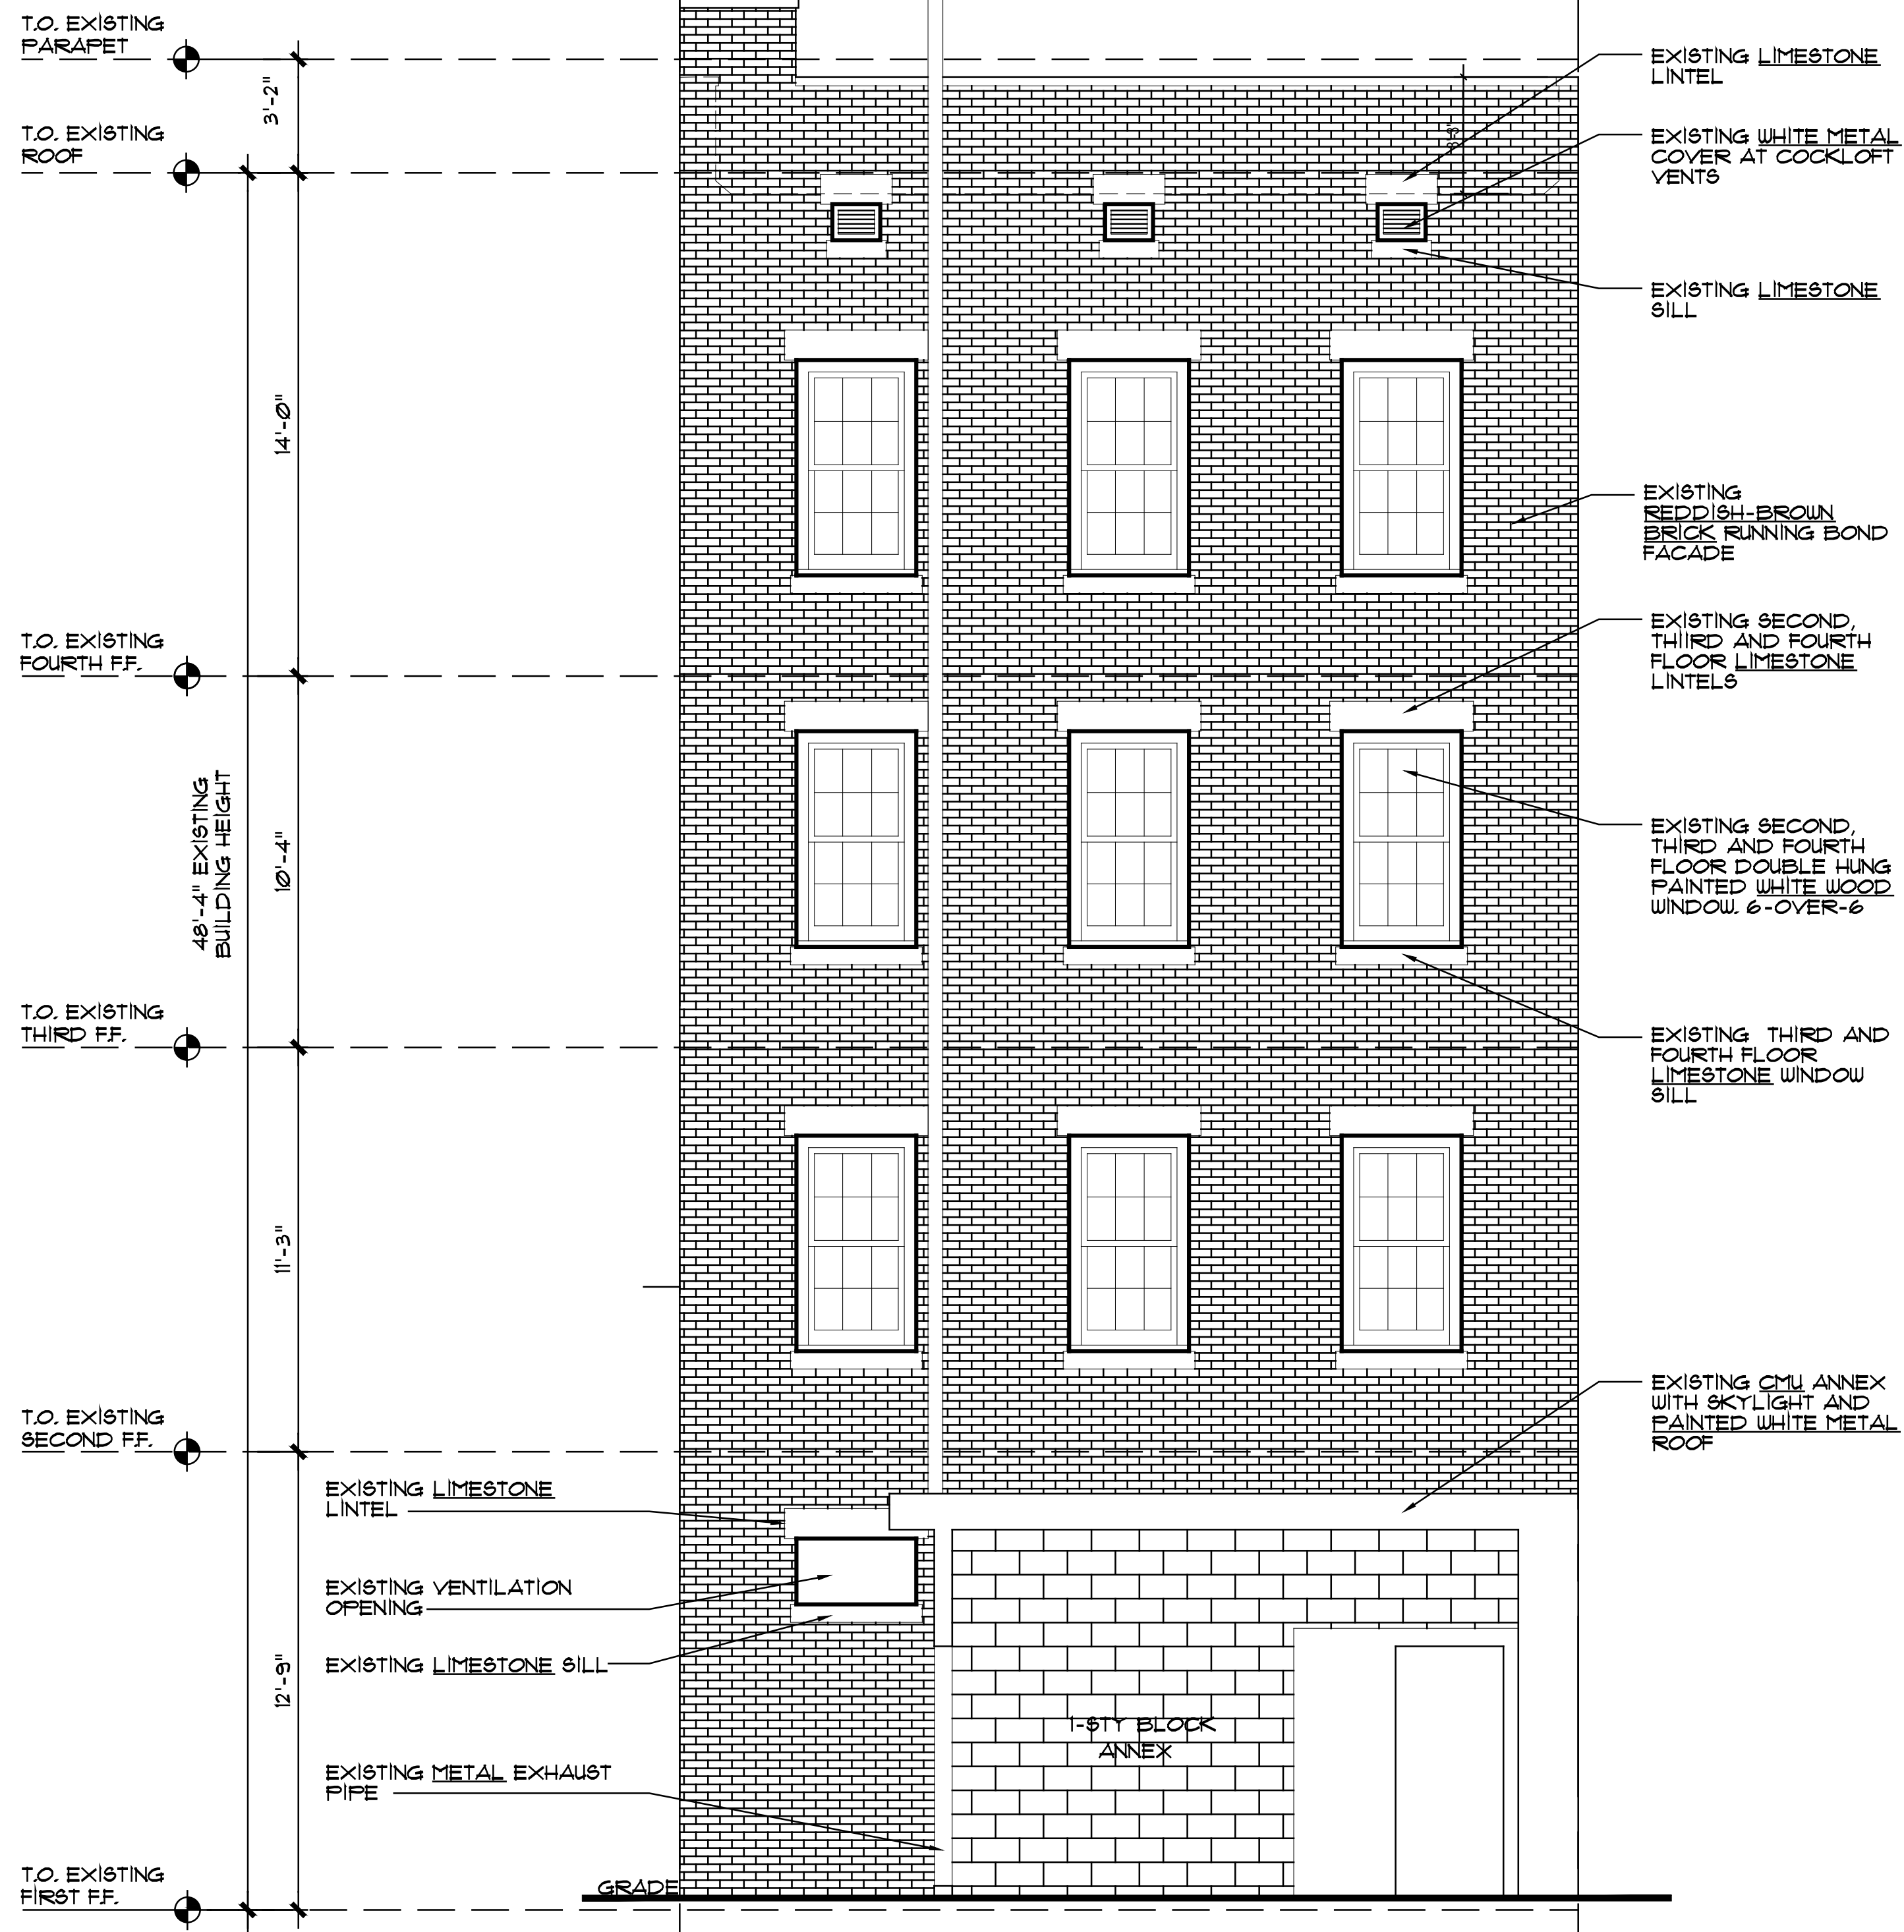 T.O. EXISTING
PARAPET
3'-2"
T.O. EXISTING
ROOF
14'-0"
T.O. EXISTING
FOURTH F.F.
48'-4" EXISTING
BUILDING HEIGHT
10'-4"
T.O. EXISTING
THIRD F.F.
11'-3"
T.O. EXISTING
SECOND F.F.
12'-9"
T.O. EXISTING
FIRST F.F.
EXISTING LIMESTONE
LINTEL
EXISTING VENTILATION
OPENING
EXISTING LIMESTONE SILL
EXISTING METAL EXHAUST
PIPE
GRADE
1-STY BLOCK
ANNEX
EXISTING LIMESTONE
LINTEL
EXISTING WHITE METAL
COVER AT COCKLOFT
VENTS
EXISTING LIMESTONE
SILL
EXISTING
REDDISH-BROWN
BRICK RUNNING BOND
FACADE
EXISTING SECOND,
THIIRD AND FOURTH
FLOOR LIMESTONE
LINTELS
EXISTING SECOND,
THIRD AND FOURTH
FLOOR DOUBLE HUNG
PAINTED WHITE WOOD
WINDOW. 6-OVER-6
EXISTING THIRD AND
FOURTH FLOOR
LIMESTONE WINDOW
SILL
EXISTING CMU ANNEX
WITH SKYLIGHT AND
PAINTED WHITE METAL
ROOF